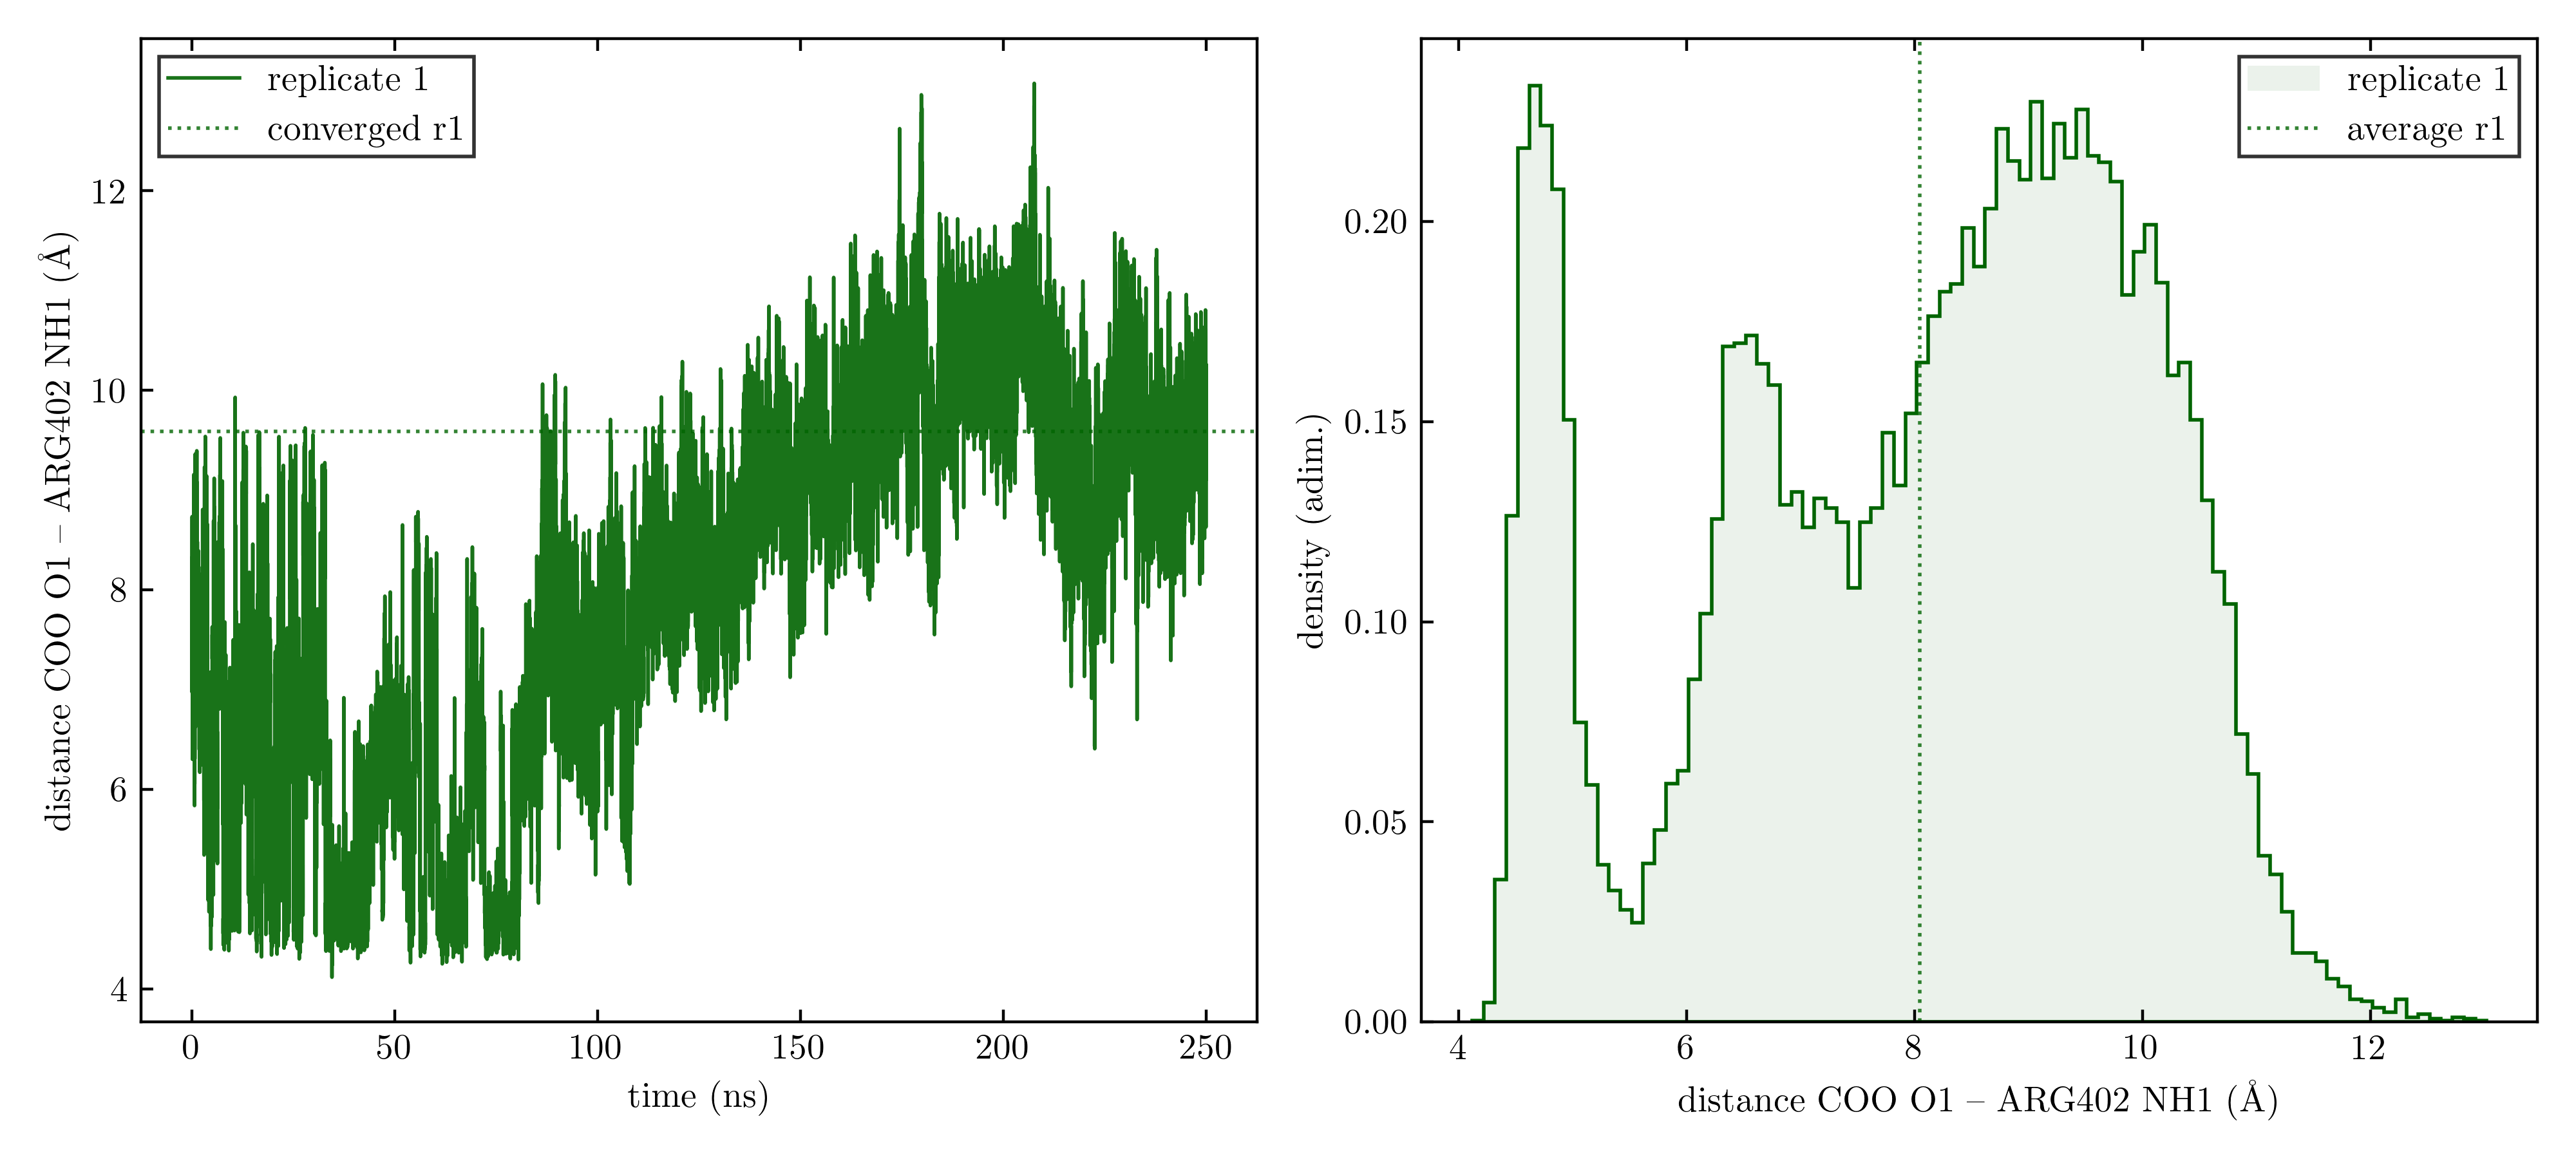 replicate 1
converged r1
12
10
8
6
4
distance COO O1 – ARG402 NH1 (Å)
0 50 100 150 200 250
time (ns)
replicate 1
average r1
0.20
0.15
0.10
0.05
0.00
density (adim.)
4 6 8 10 12
distance COO O1 – ARG402 NH1 (Å)